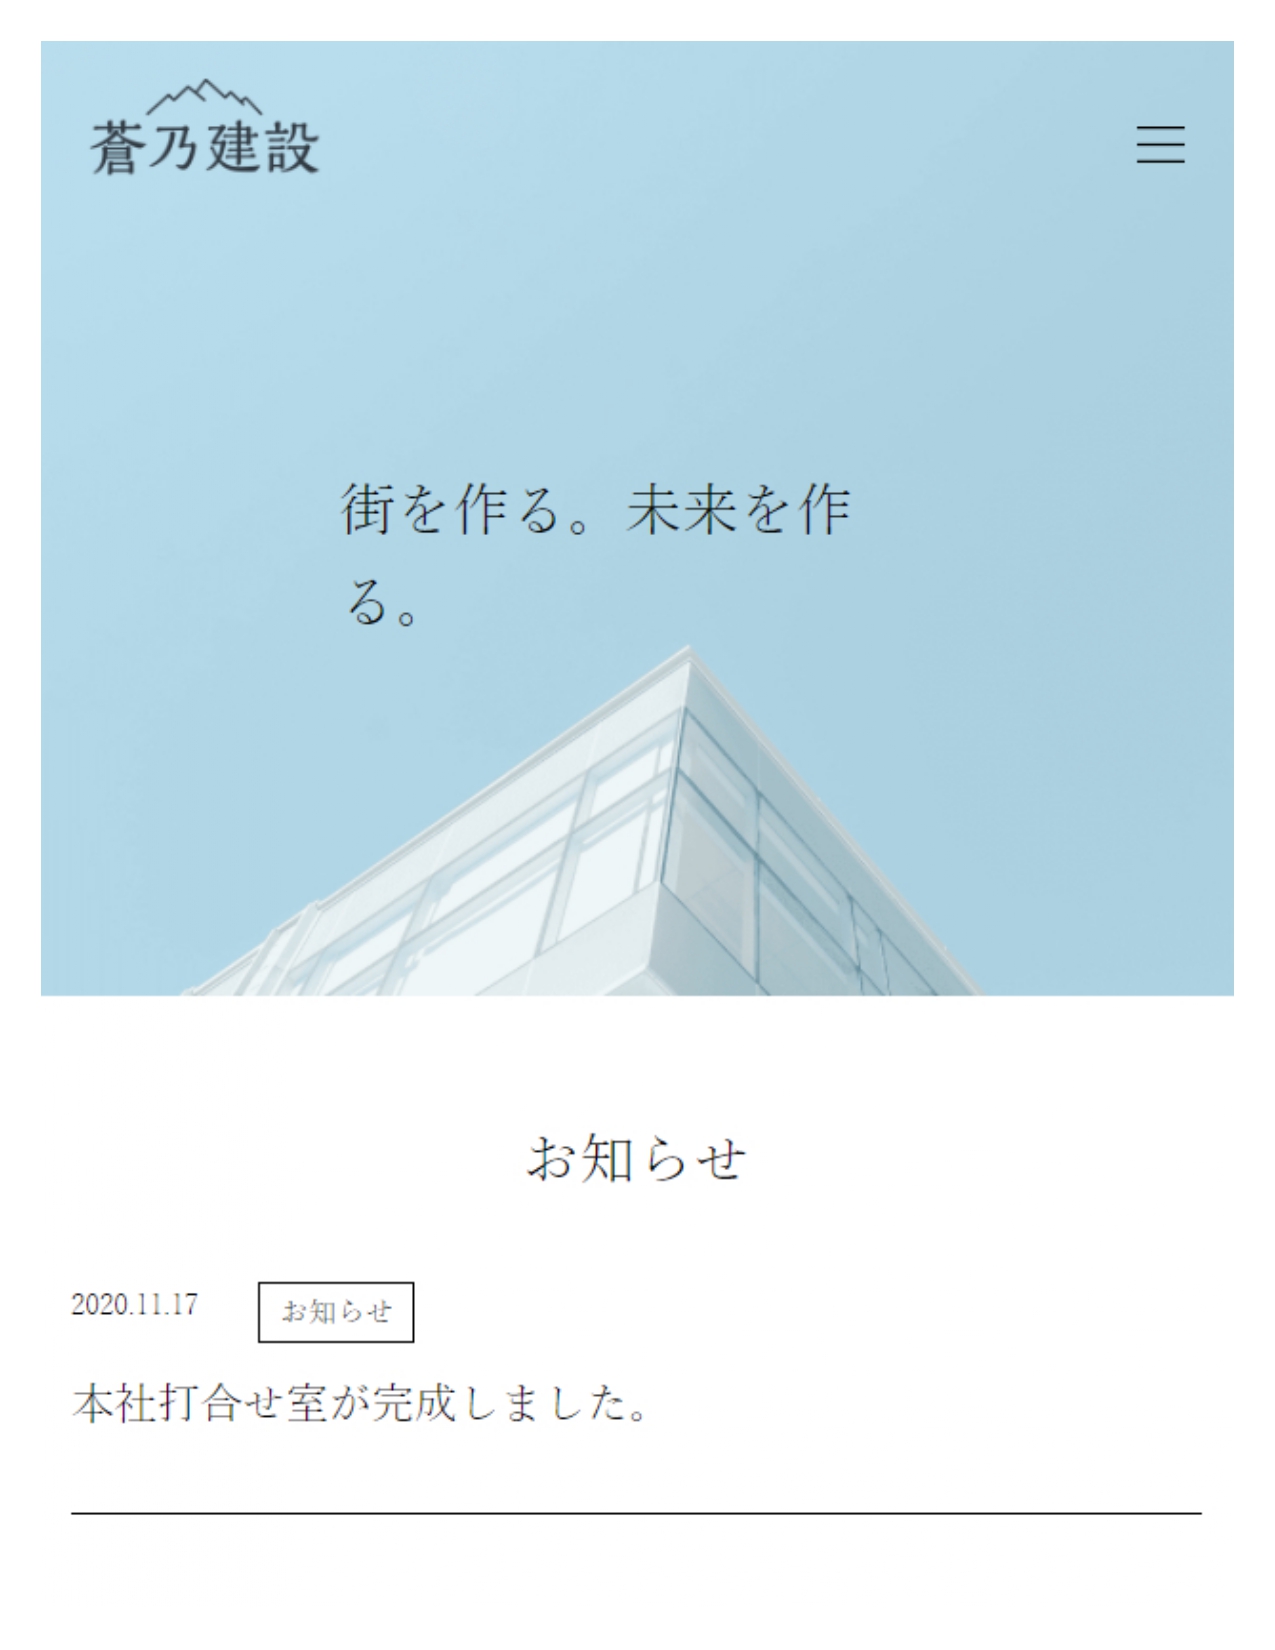 蒼乃建設
街を作る。未来を作
る。
お知らせ
2020.11.17 お知らせ
本社打合せ室が完成しました。